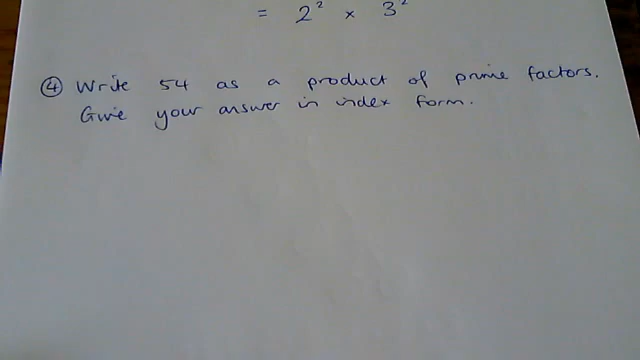 = 2² × 3²
④ Write 54 as a product of prime factors.
Give your answer in index form.